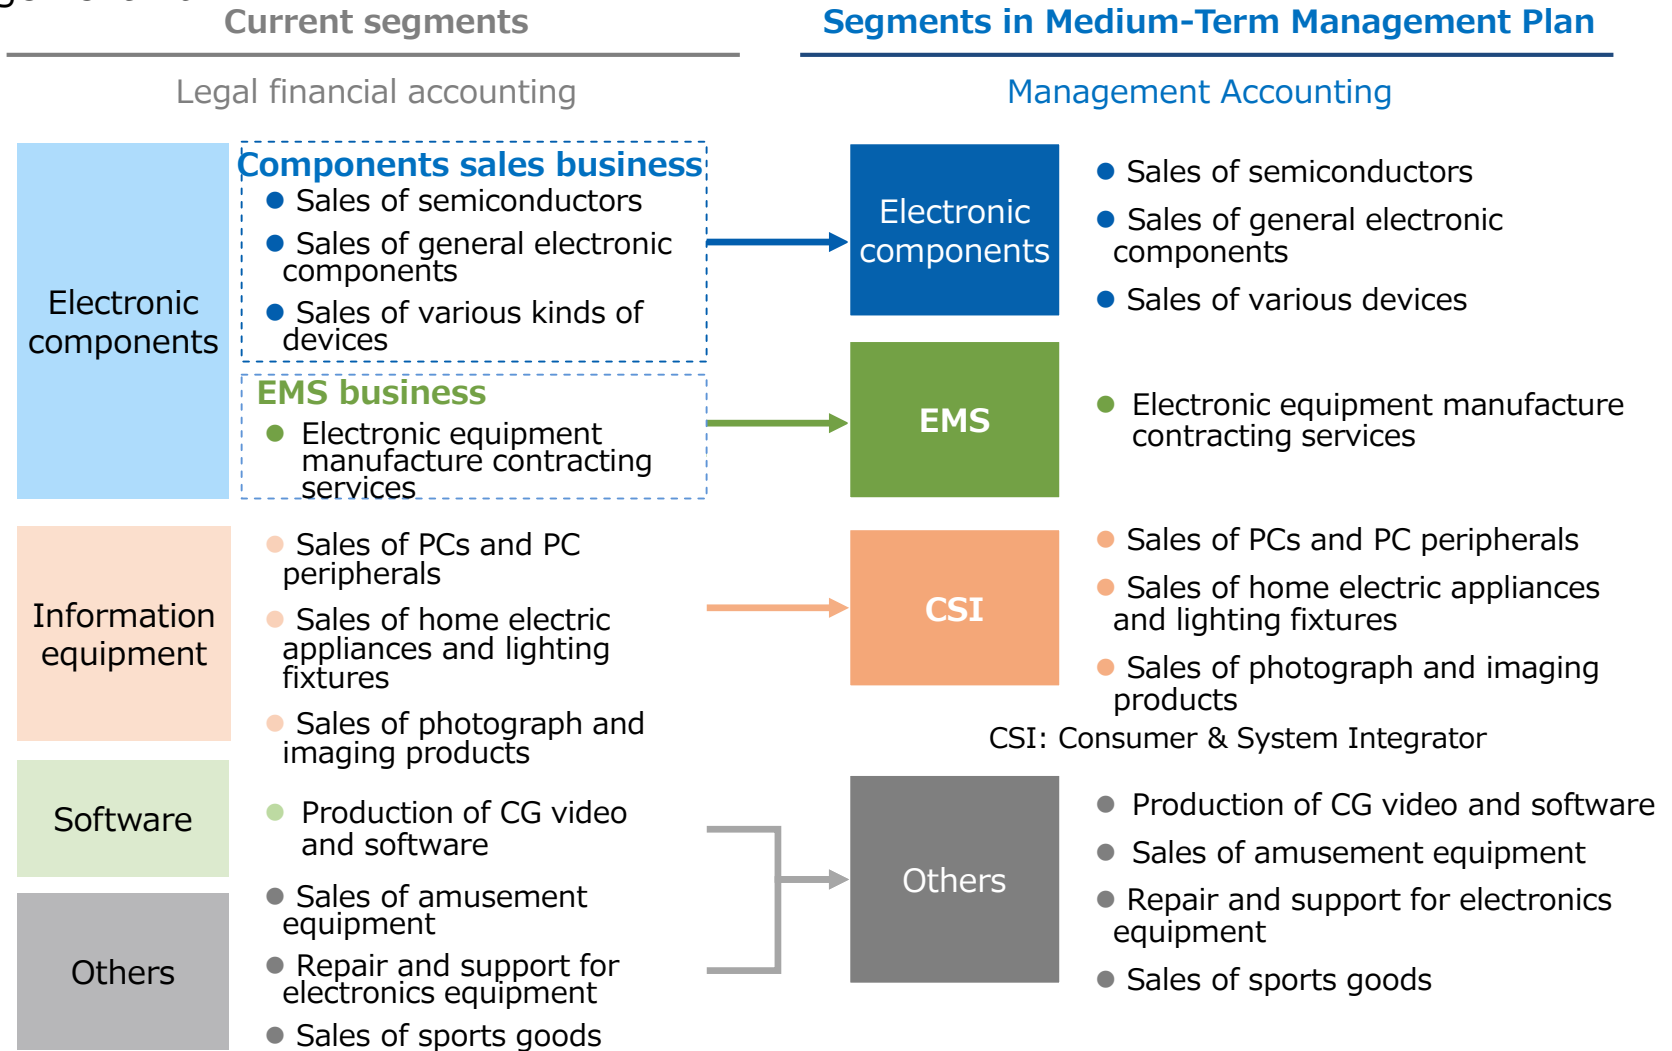 Current segments
Segments in Medium-Term Management Plan
Legal financial accounting
Management Accounting
Electronic
components
Components sales business
● Sales of semiconductors
● Sales of general electronic
components
● Sales of various kinds of
devices
EMS business
● Electronic equipment
manufacture contracting
services
Information
equipment
● Sales of PCs and PC
peripherals
● Sales of home electric
appliances and lighting
fixtures
● Sales of photograph and
imaging products
Software
● Production of CG video
and software
Others
● Sales of amusement
equipment
● Repair and support for
electronics equipment
● Sales of sports goods
Electronic
components
● Sales of semiconductors
● Sales of general electronic
components
● Sales of various devices
EMS
● Electronic equipment manufacture
contracting services
CSI
● Sales of PCs and PC peripherals
● Sales of home electric appliances
and lighting fixtures
● Sales of photograph and imaging
products
CSI: Consumer & System Integrator
Others
● Production of CG video and software
● Sales of amusement equipment
● Repair and support for electronics
equipment
● Sales of sports goods